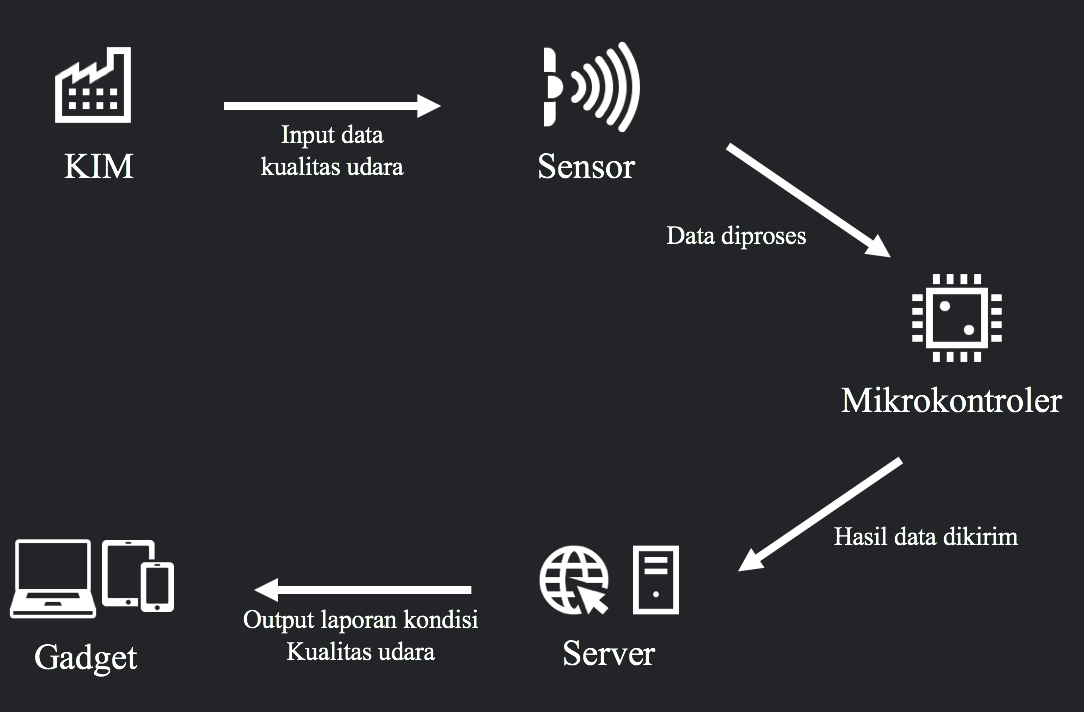 KIM
Input data
kualitas udara
Sensor
Data diproses
Mikrokontroler
Hasil data dikirim
Server
Output laporan kondisi
Kualitas udara
Gadget